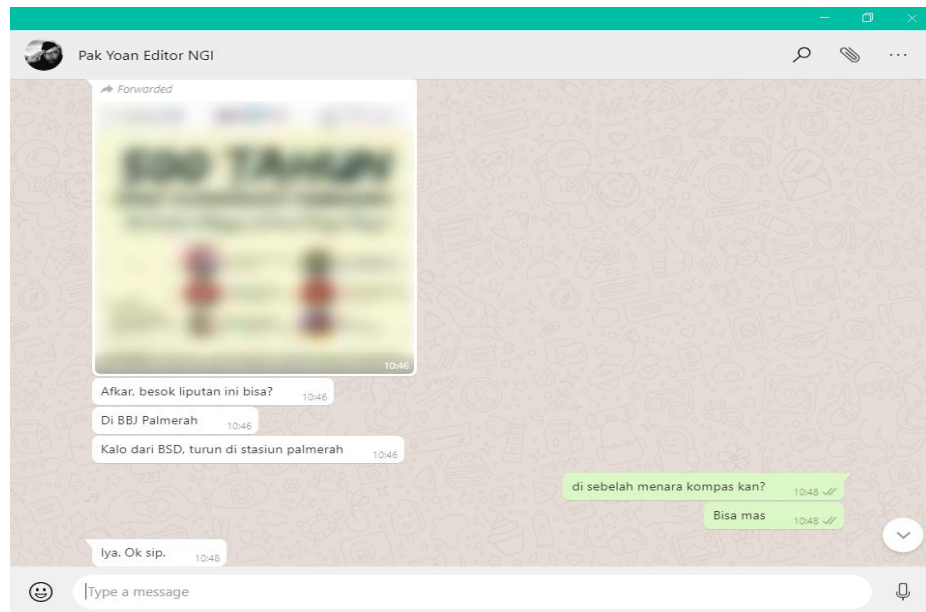 Pak Yoan Editor NGI
Forwarded
500 TAHUN
10:46
Afkar, besok liputan ini bisa? 10:46
Di BBJ Palmerah 10:46
Kalo dari BSD, turun di stasiun palmerah 10:46
di sebelah menara kompas kan? 10:48
Bisa mas 10:48
Iya. Ok sip. 10:48
Type a message